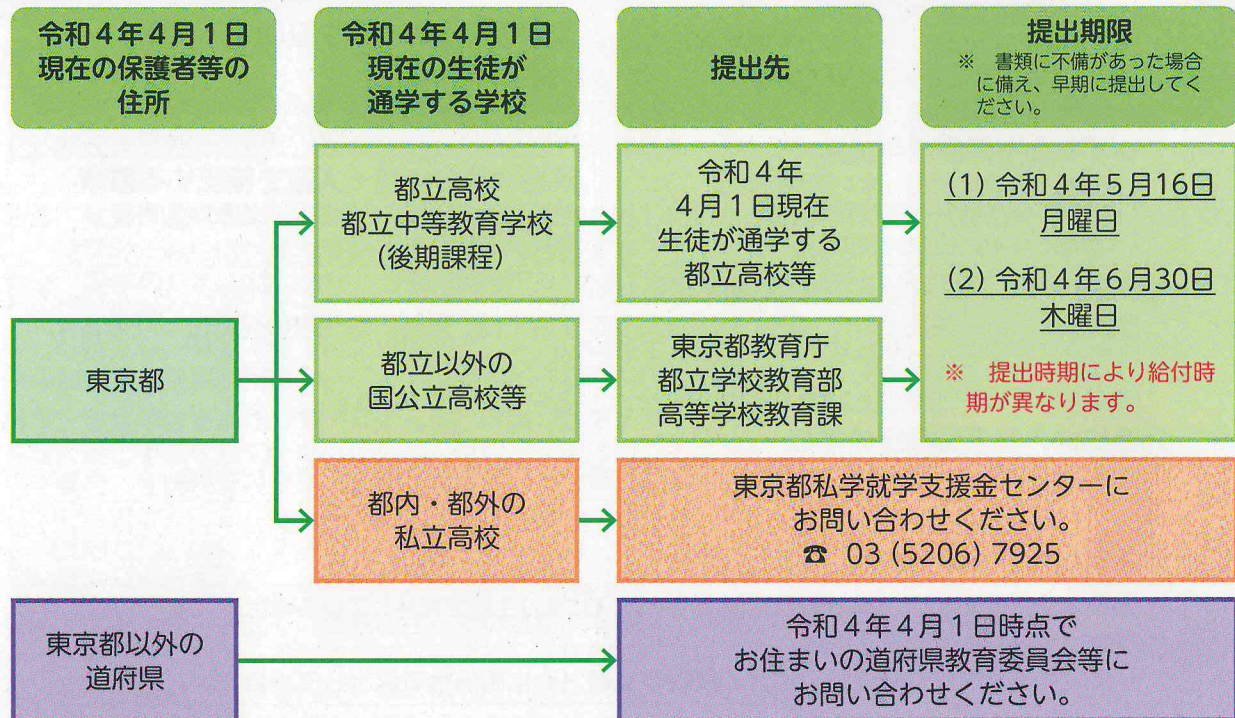 令和４年４月１日
現在の保護者等の
住所
令和４年４月１日
現在の生徒が
通学する学校
提出先
提出期限
※　書類に不備があった場合
に備え、早期に提出してく
ださい。
東京都
都立高校
都立中等教育学校
（後期課程）
令和４年
４月１日現在
生徒が通学する
都立高校等
(1) 令和４年５月16日
月曜日
(2) 令和４年６月30日
木曜日
※　提出時期により給付時
期が異なります。
都立以外の
国公立高校等
東京都教育庁
都立学校教育部
高等学校教育課
都内・都外の
私立高校
東京都私学就学支援金センターに
お問い合わせください。
☎ 03 (5206) 7925
東京都以外の
道府県
令和４年４月１日時点で
お住まいの道府県教育委員会等に
お問い合わせください。